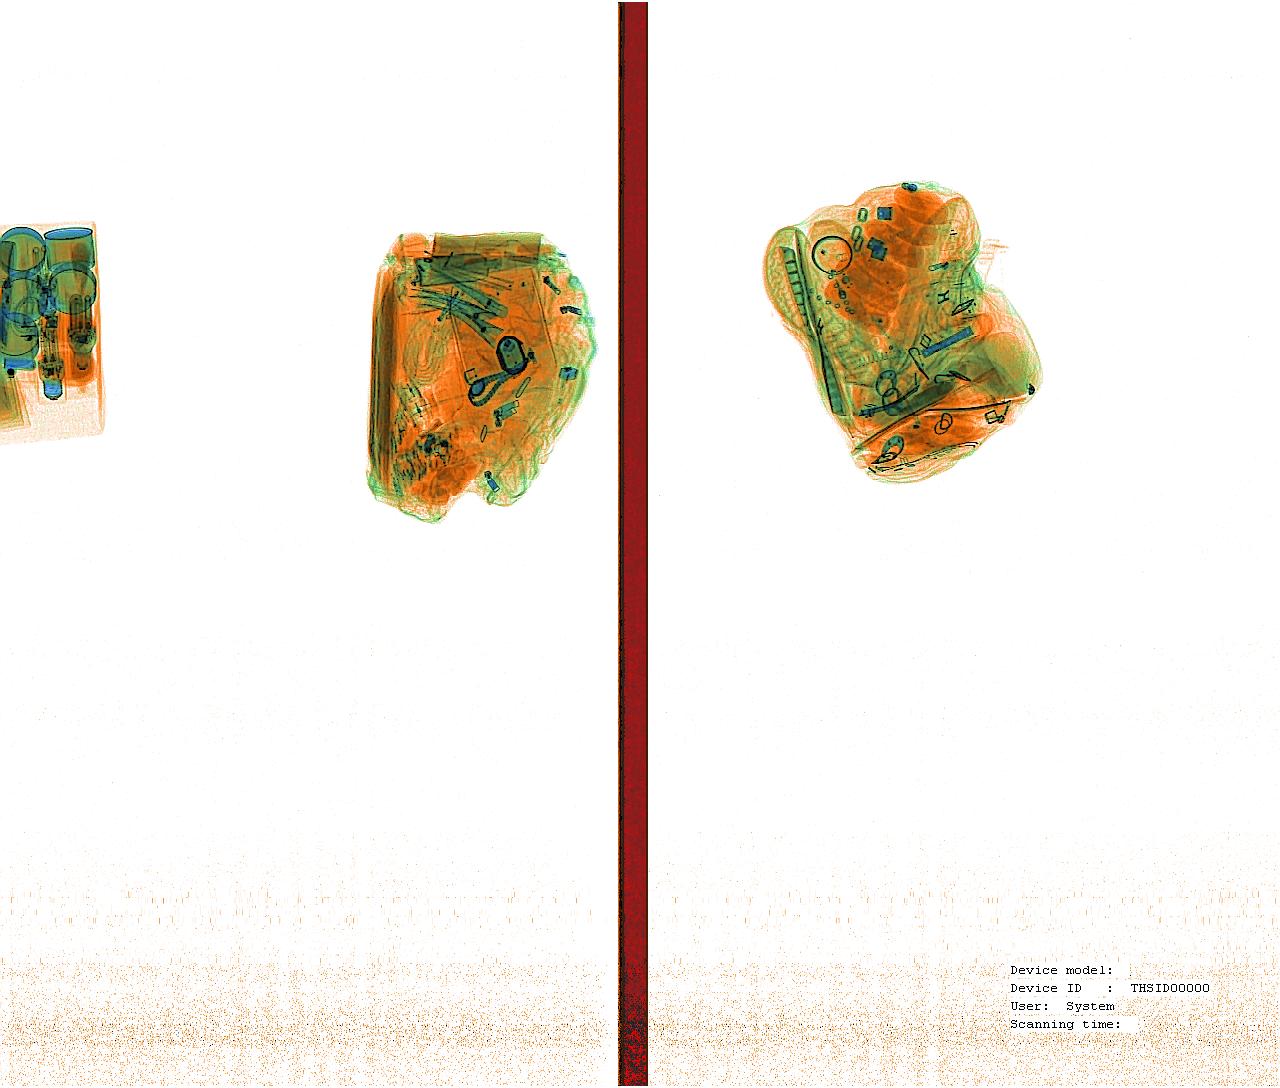 Device model:
Device ID   :  THSID00000
User:  System
Scanning time: